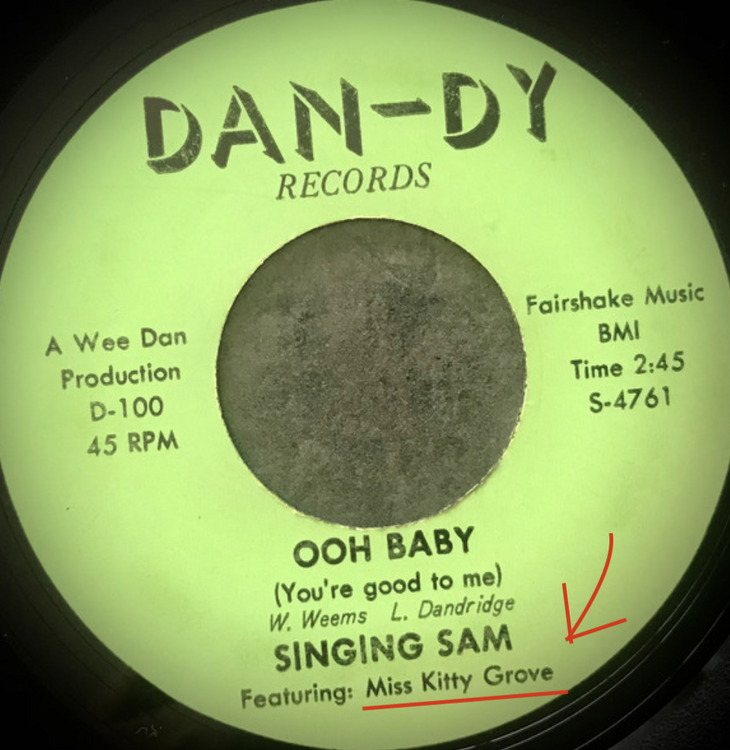 DAN-DY
RECORDS
A Wee Dan
Production
D-100
45 RPM
Fairshake Music
BMI
Time 2:45
S-4761
OOH BABY
(You're good to me)
W. Weems L. Dandridge
SINGING SAM
Featuring: Miss Kitty Grove